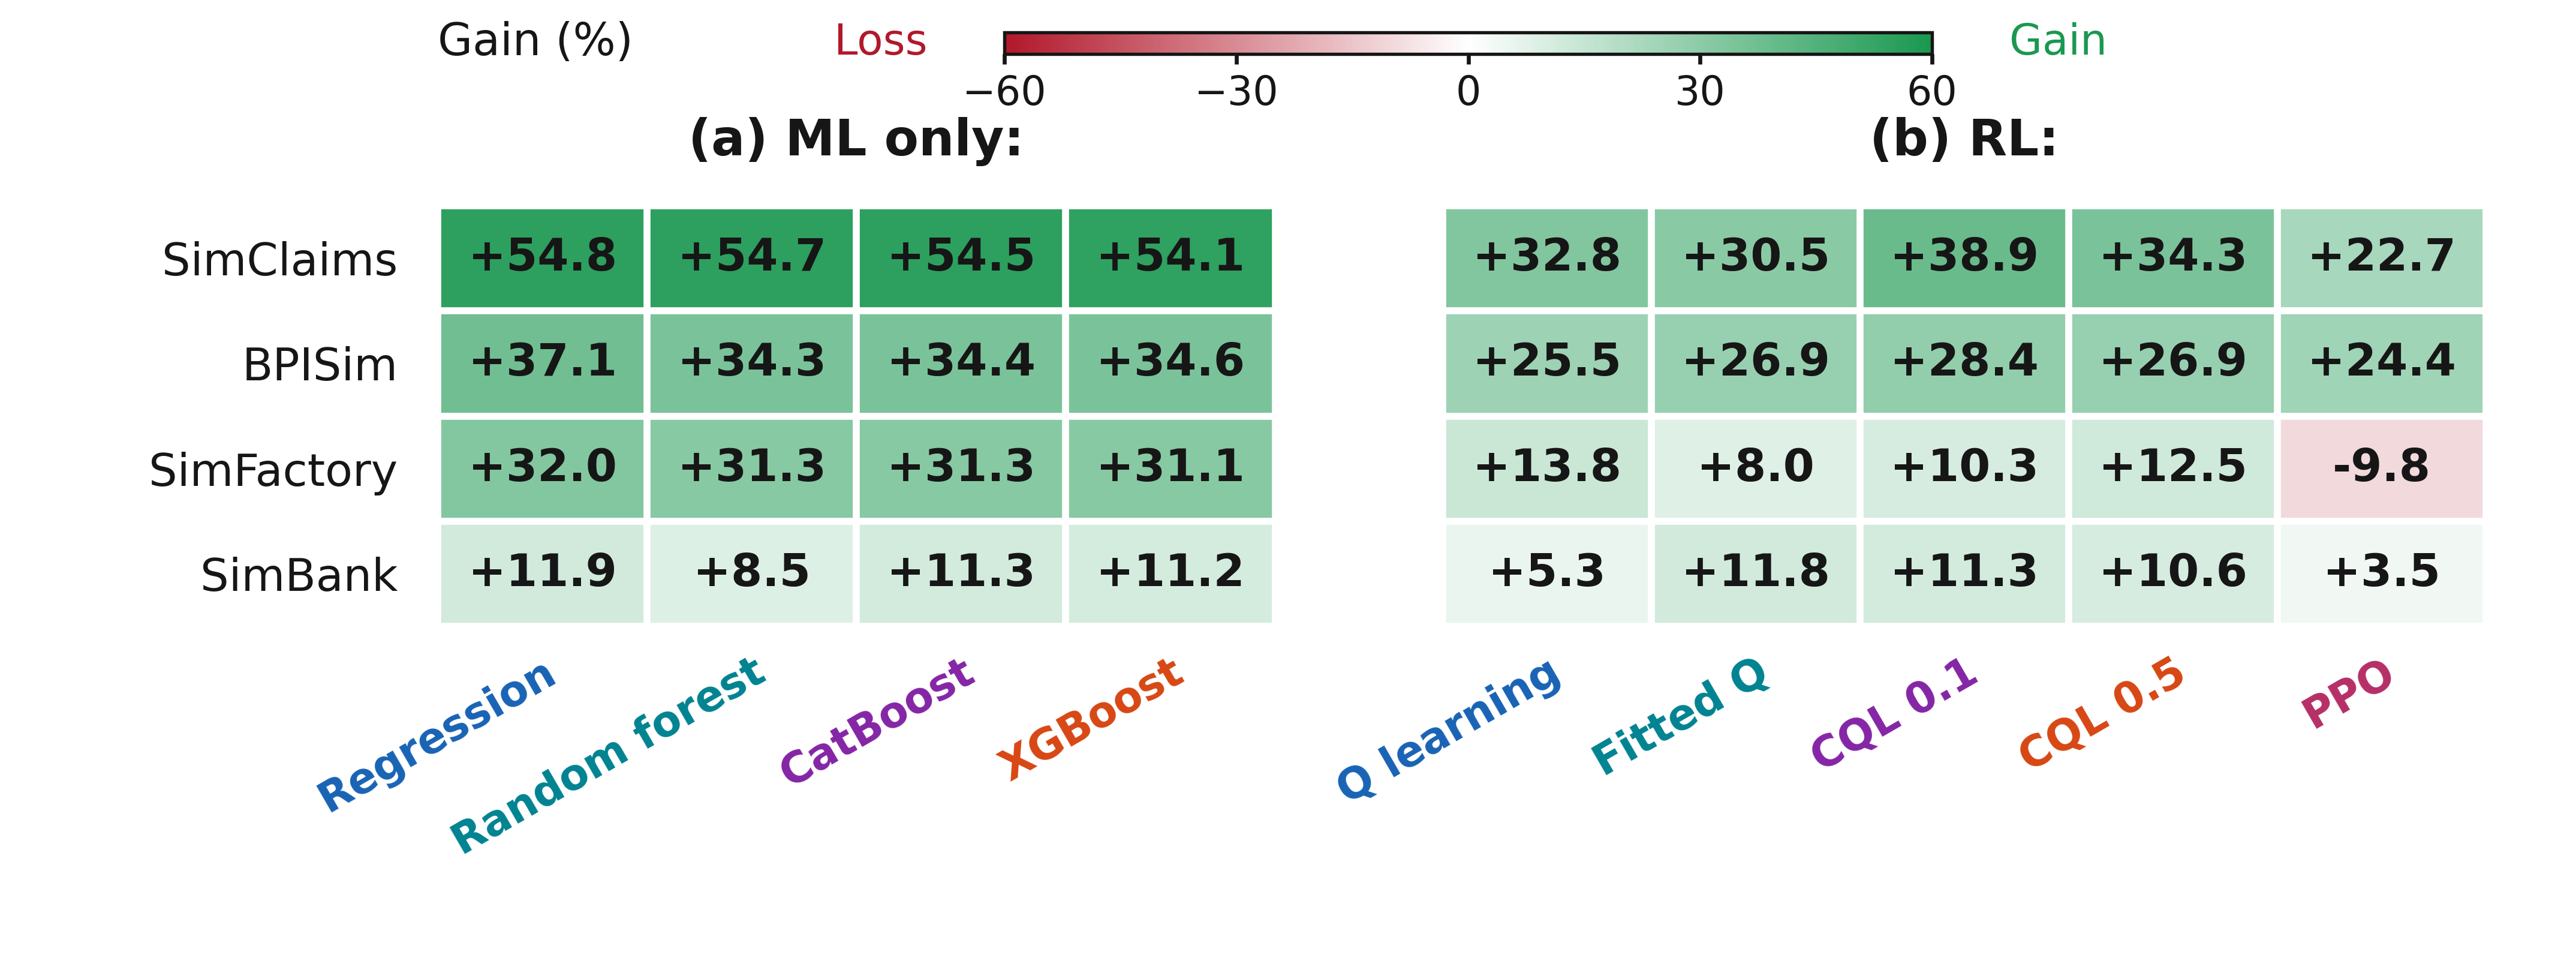 Gain (%) Loss Gain
−60 −30 0 30 60
(a) ML only: (b) RL:
SimClaims +54.8 +54.7 +54.5 +54.1 +32.8 +30.5 +38.9 +34.3 +22.7
BPISim +37.1 +34.3 +34.4 +34.6 +25.5 +26.9 +28.4 +26.9 +24.4
SimFactory +32.0 +31.3 +31.3 +31.1 +13.8 +8.0 +10.3 +12.5 -9.8
SimBank +11.9 +8.5 +11.3 +11.2 +5.3 +11.8 +11.3 +10.6 +3.5
Regression Random forest CatBoost XGBoost Q learning Fitted Q CQL 0.1 CQL 0.5 PPO